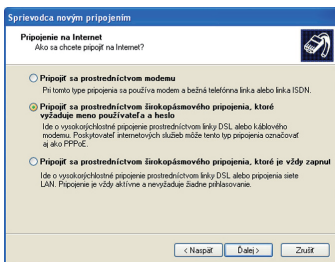 Sprievodca novým pripojením
Pripojenie na Internet
Ako sa chcete pripojiť na Internet?
Pripojiť sa prostredníctvom modemu
Pri tomto type pripojenia sa používa modem a bežná telefónna linka alebo linka ISDN.
Pripojiť sa prostredníctvom širokopásmového pripojenia, ktoré
vyžaduje meno používateľa a heslo
Ide o vysokorýchlostné pripojenie prostredníctvom linky DSL alebo káblového
modemu. Poskytovateľ internetových služieb môže tento typ pripojenia označovať
aj ako PPPoE.
Pripojiť sa prostredníctvom širokopásmového pripojenia, ktoré je vždy zapnut
Ide o vysokorýchlostné pripojenie prostredníctvom linky DSL alebo pripojenia siete
LAN. Pripojenie je vždy aktívne a nevyžaduje žiadne prihlasovanie.
< Naspäť
Ďalej >
Zrušiť